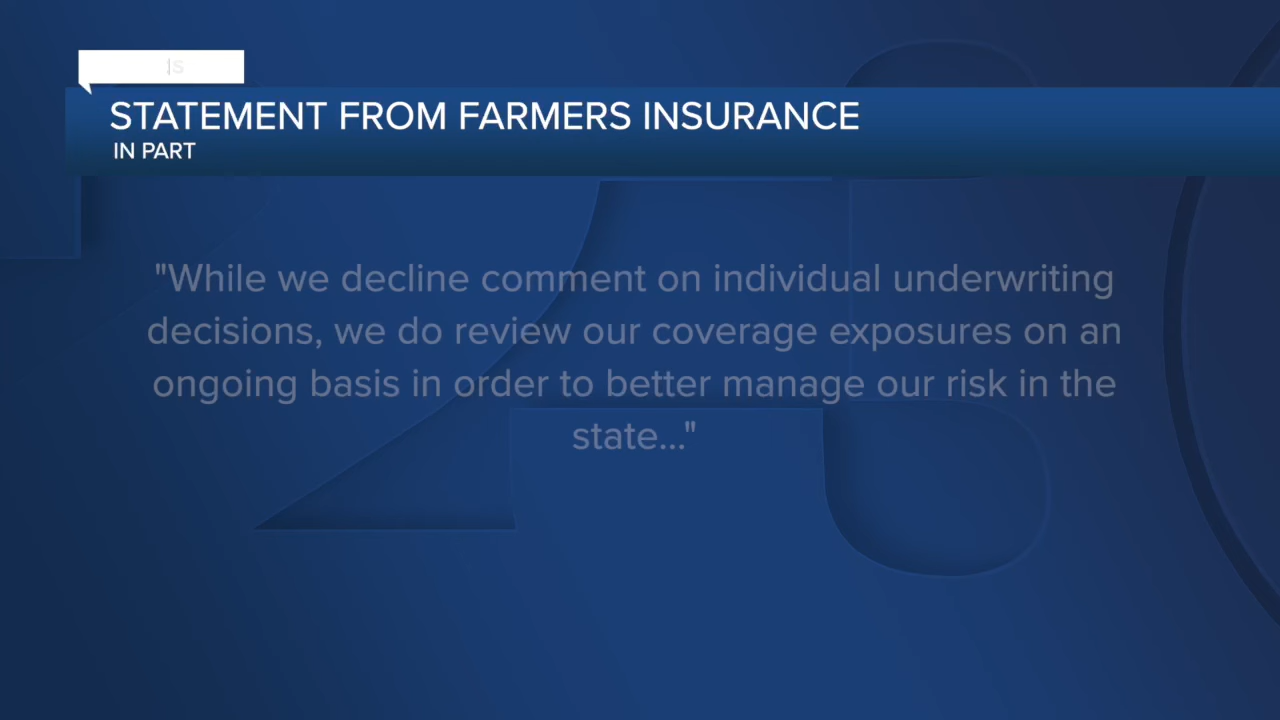 STATEMENT FROM FARMERS INSURANCE
IN PART
"While we decline comment on individual underwriting
decisions, we do review our coverage exposures on an
ongoing basis in order to better manage our risk in the
state..."